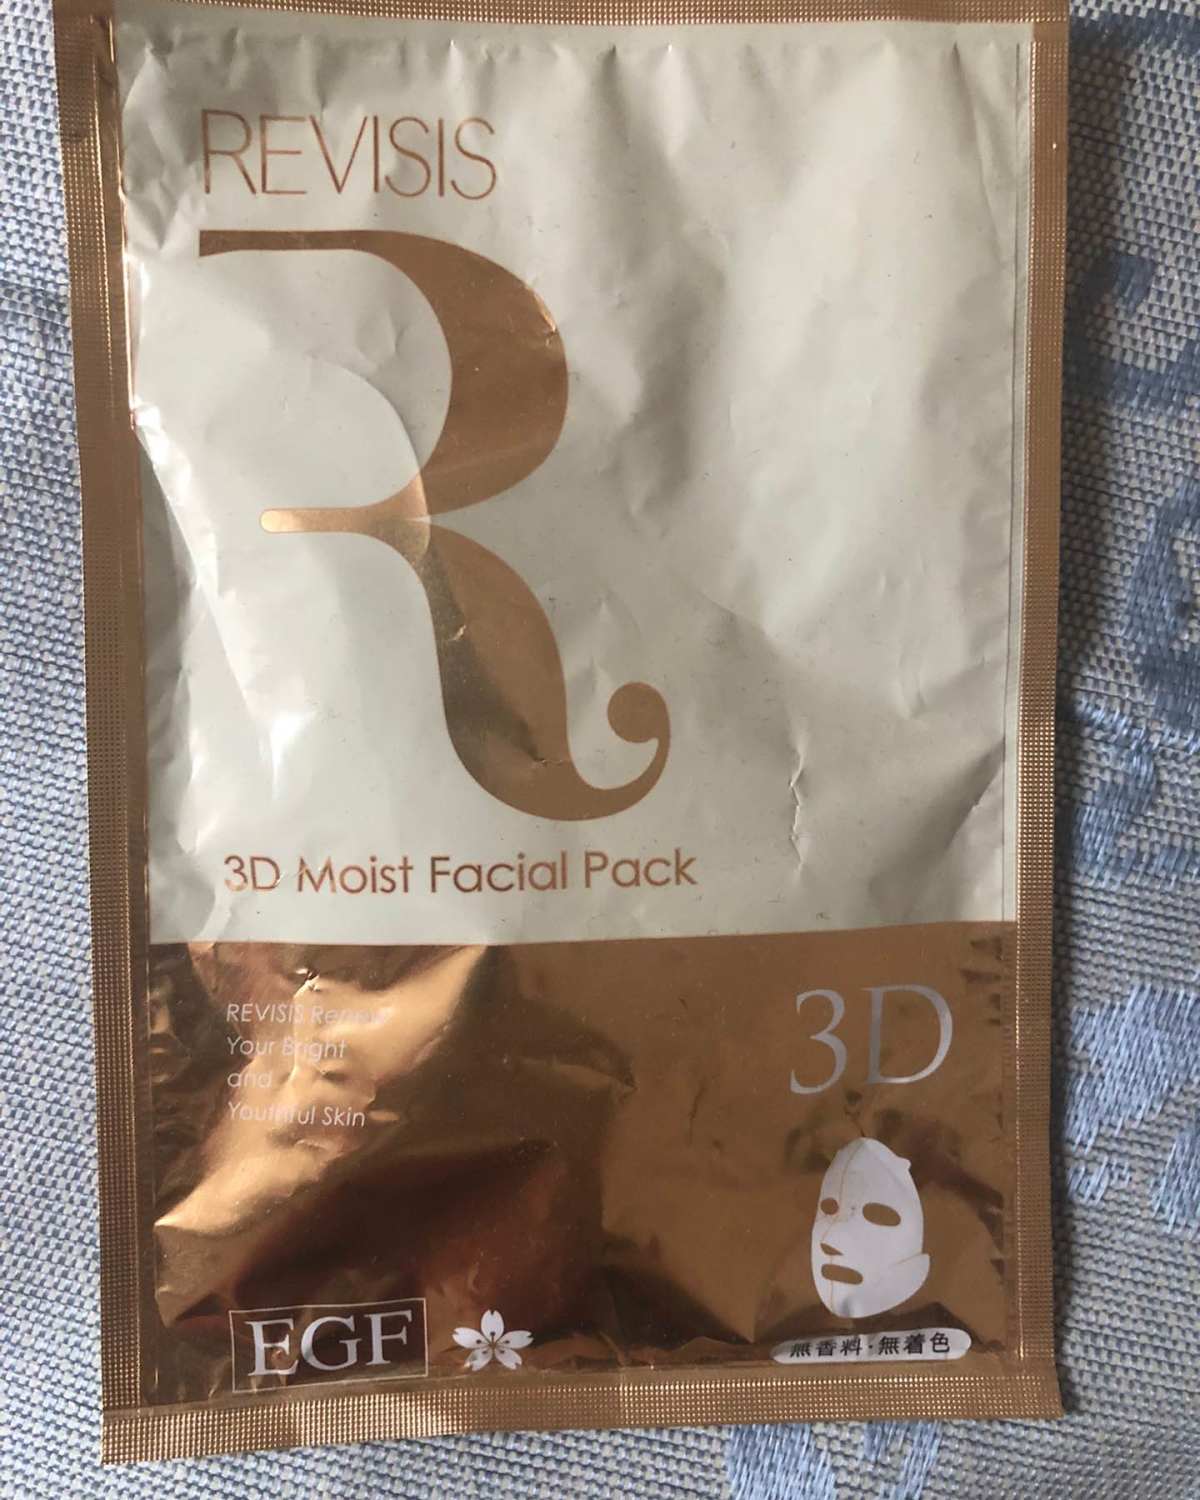 REVISIS
R
3D Moist Facial Pack
REVISIS Renew
Your Bright
and
Youthful Skin
3D
EGF
無香料·無着色